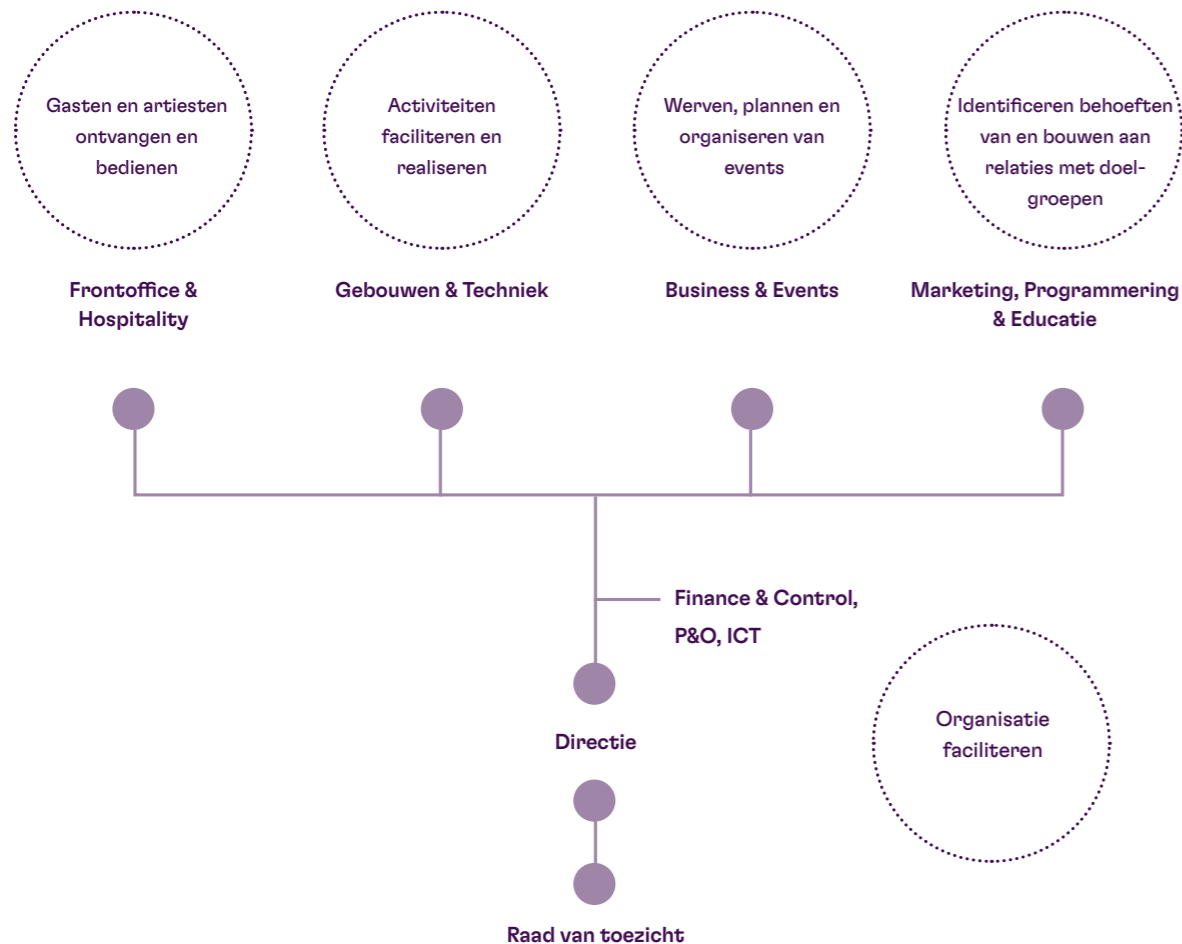 Gasten en artiesten
ontvangen en
bedienen
Activiteiten
faciliteren en
realiseren
Werven, plannen en
organiseren van
events
Identificeren behoeften
van en bouwen aan
relaties met doel-
groepen
Frontoffice &
Hospitality
Gebouwen & Techniek
Business & Events
Marketing, Programmering
& Educatie
Finance & Control,
P&O, ICT
Organisatie
faciliteren
Directie
Raad van toezicht